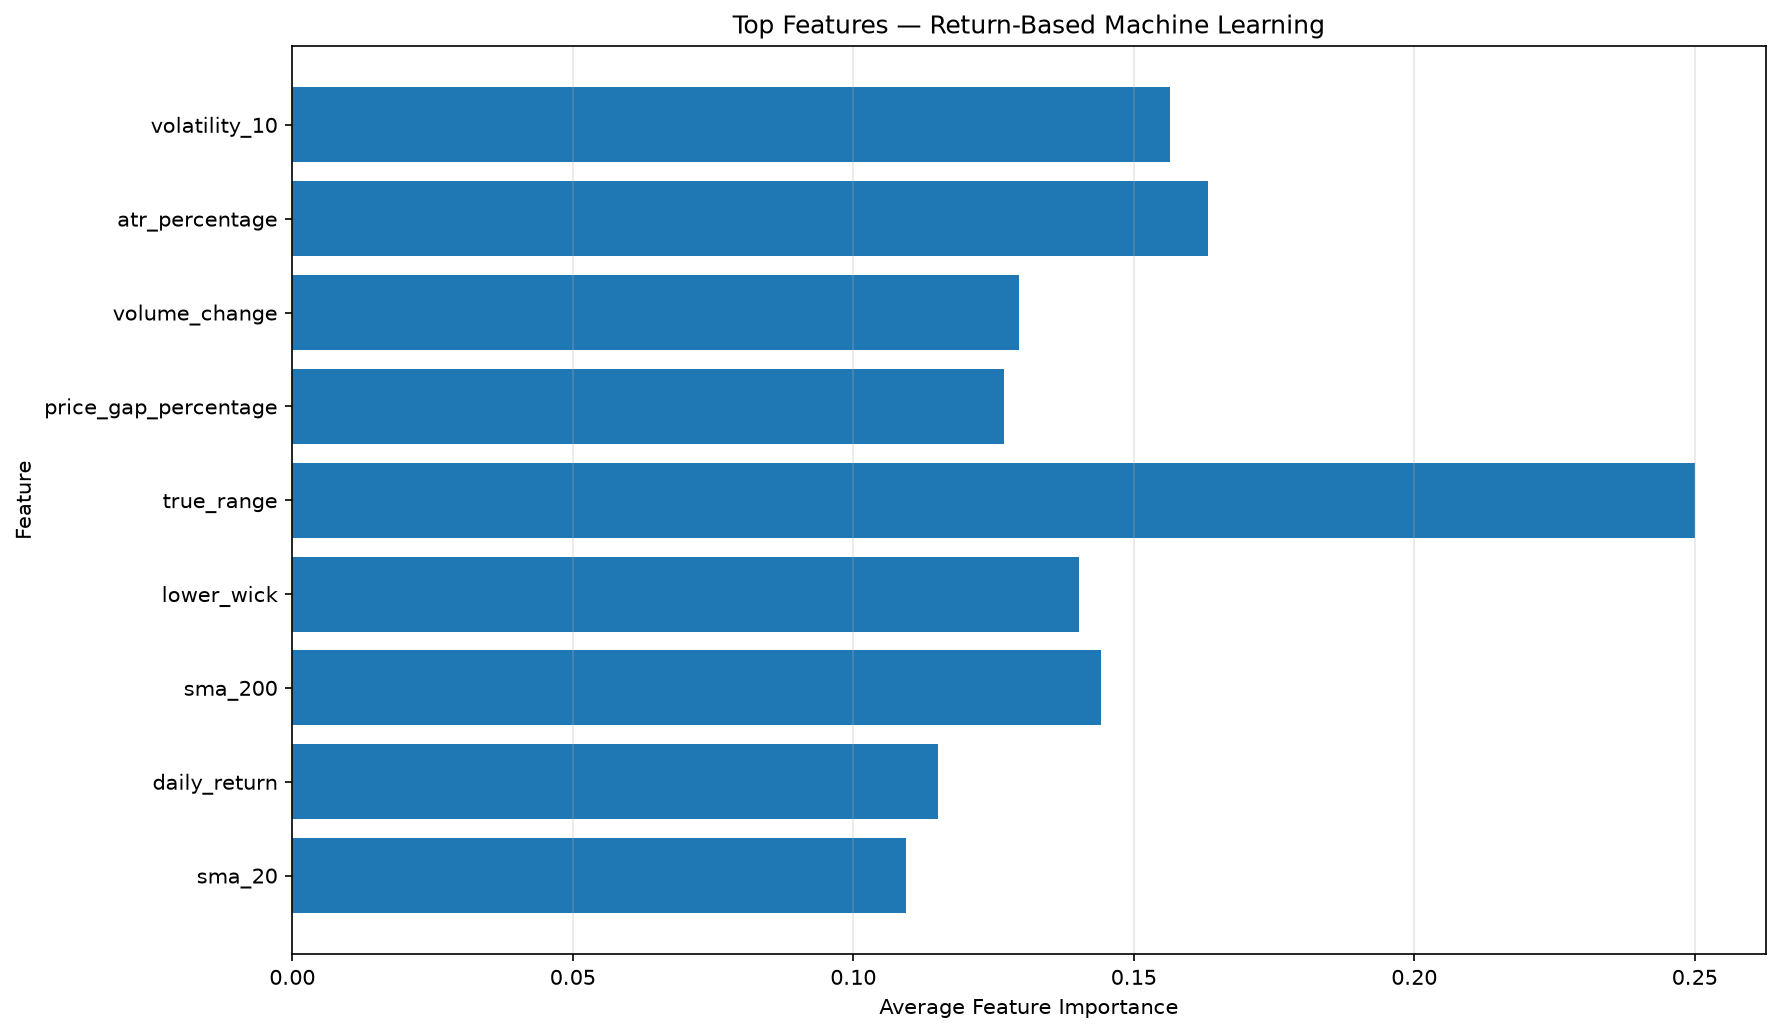 Top Features — Return-Based Machine Learning
volatility_10
atr_percentage
volume_change
price_gap_percentage
true_range
lower_wick
sma_200
daily_return
sma_20
Feature
0.00 0.05 0.10 0.15 0.20 0.25
Average Feature Importance